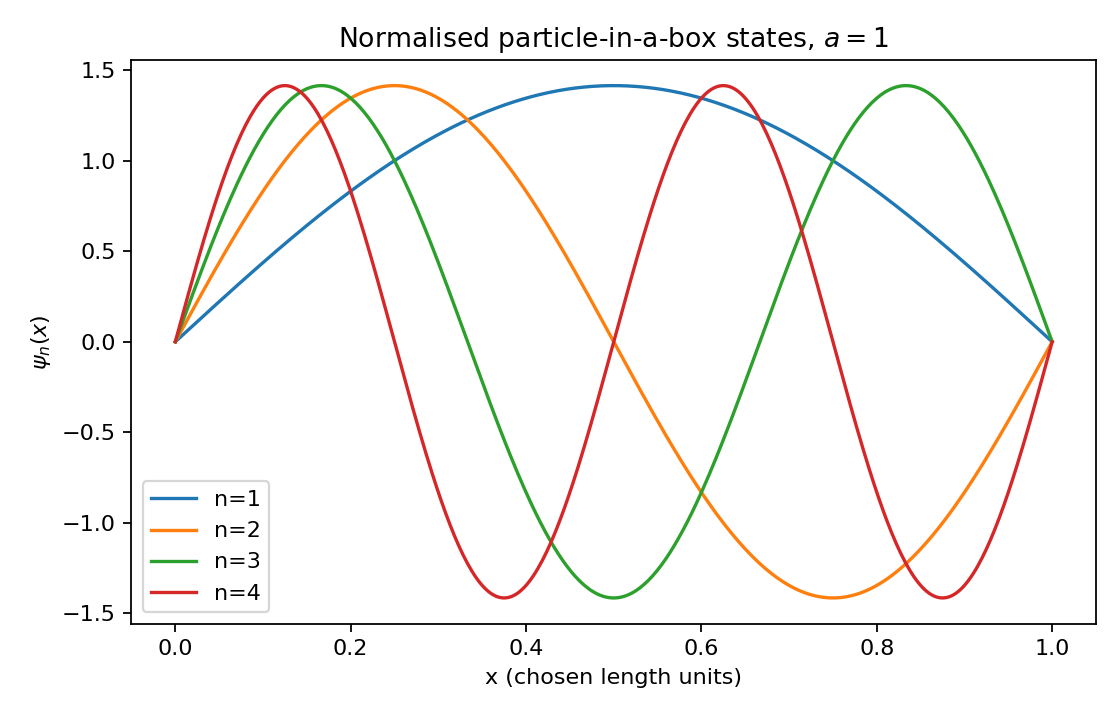 Normalised particle-in-a-box states, a = 1
1.5
1.0
0.5
0.0
−0.5
−1.0
−1.5
ψn(x)
n=1
n=2
n=3
n=4
0.0 0.2 0.4 0.6 0.8 1.0
x (chosen length units)